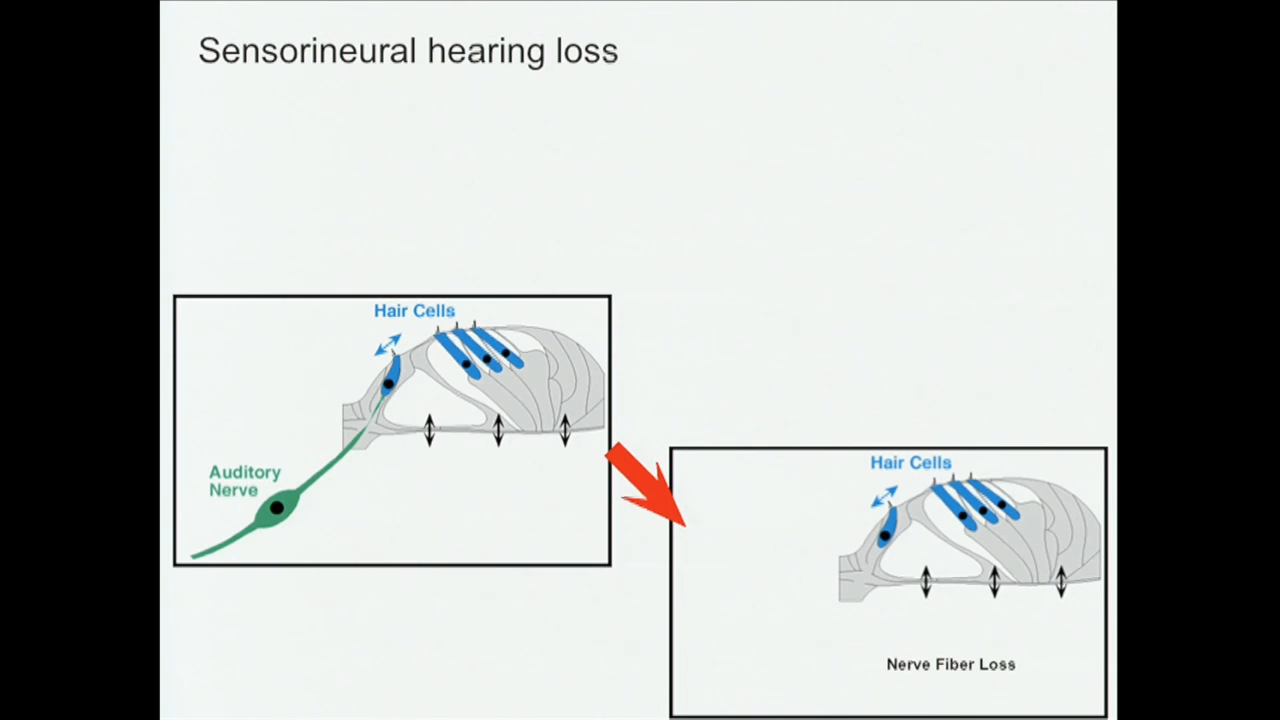 Sensorineural hearing loss
Hair Cells
Auditory
Nerve
Hair Cells
Nerve Fiber Loss